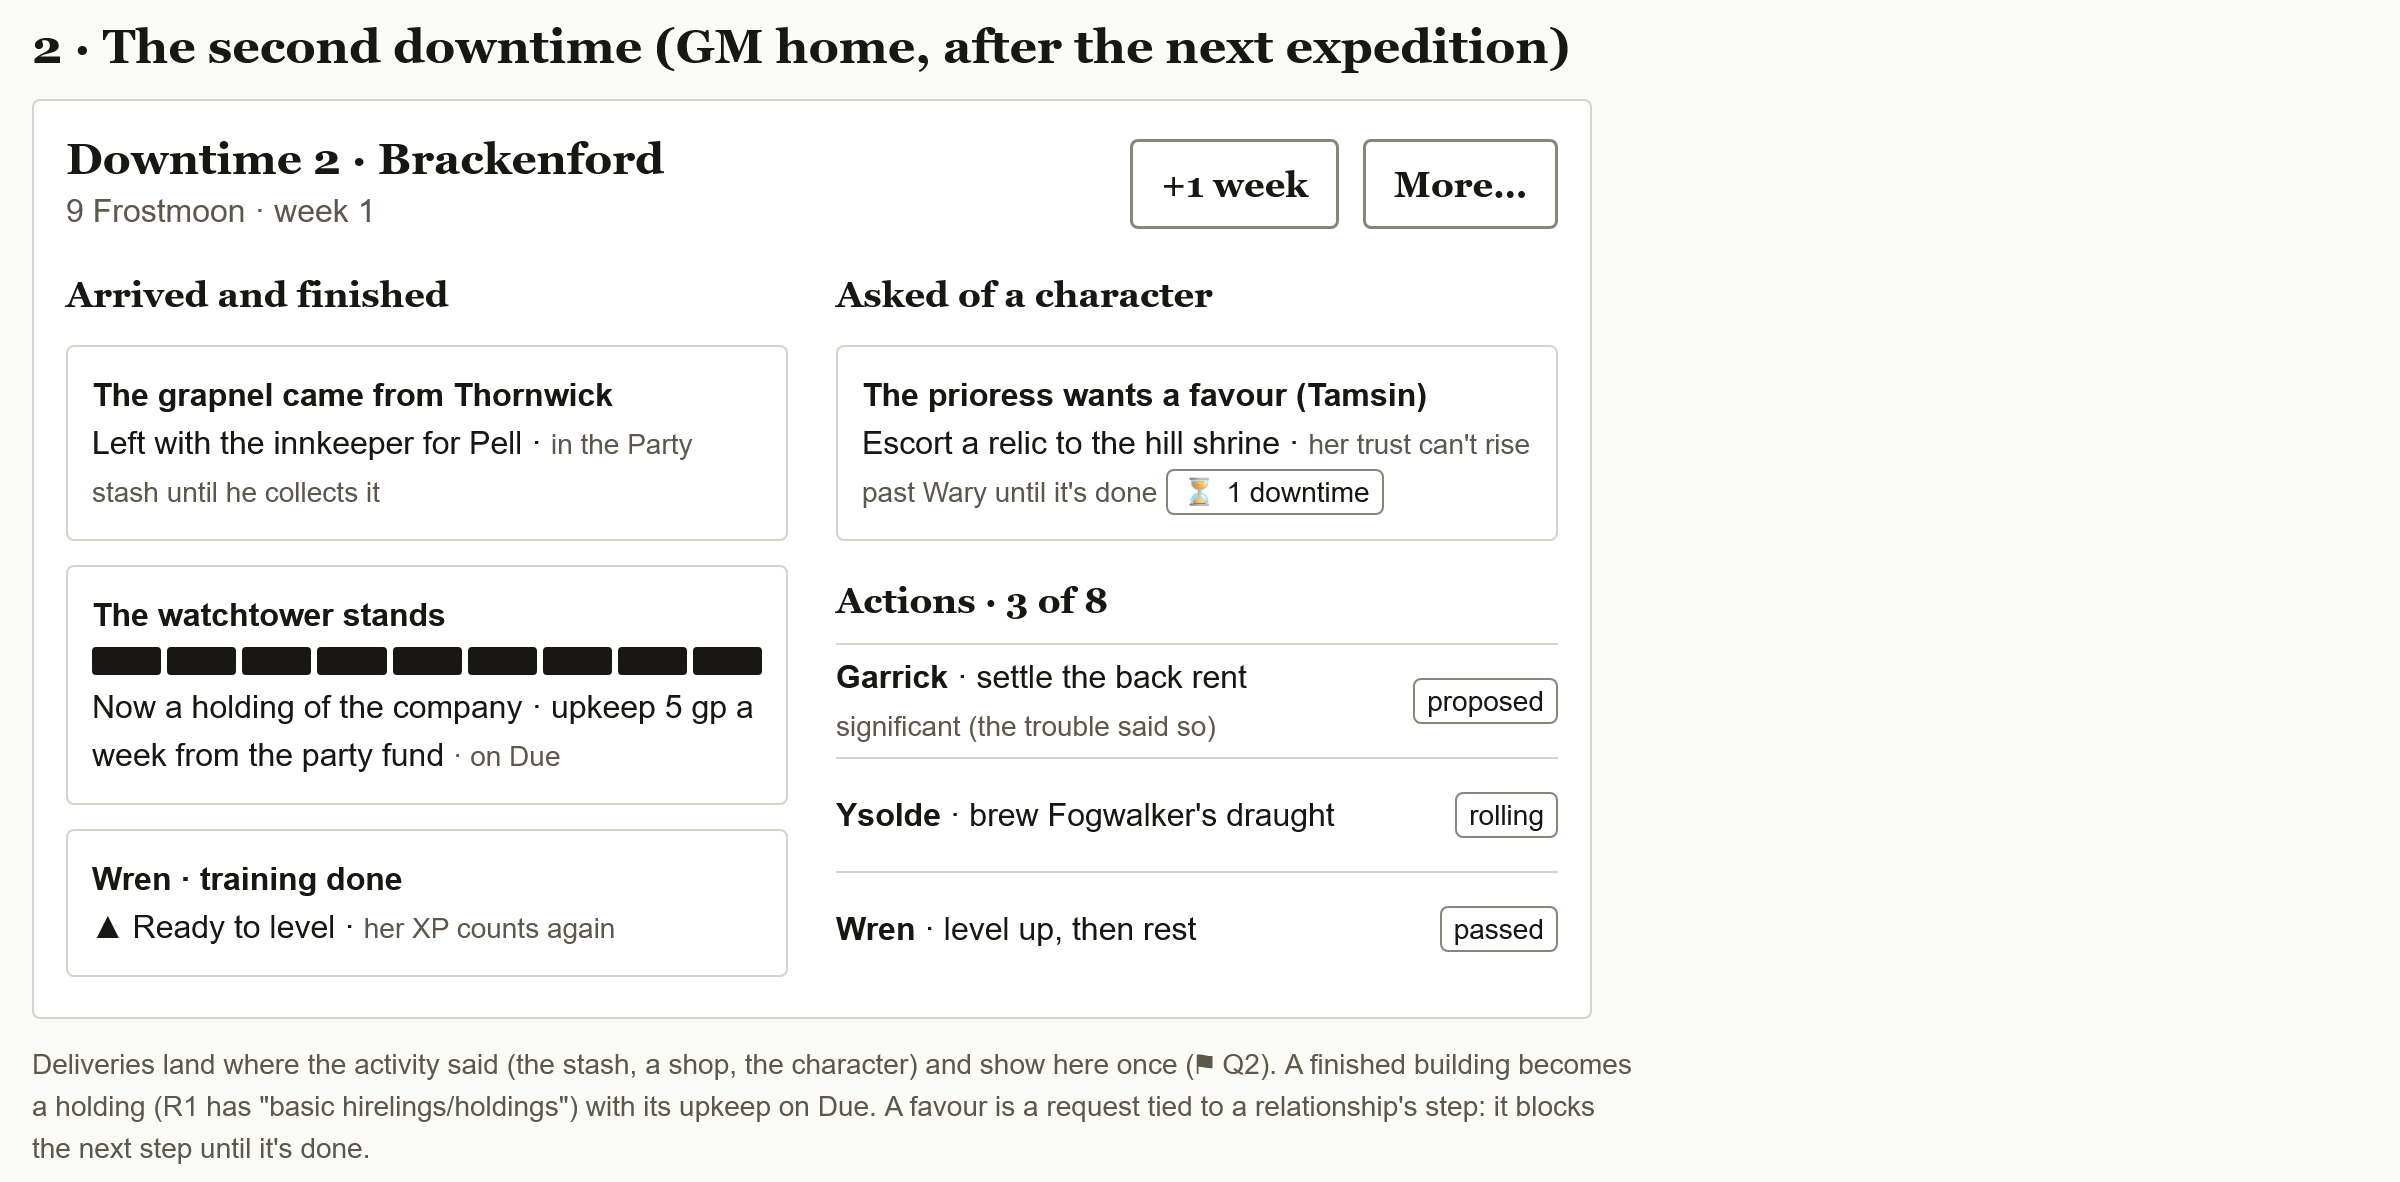 2 · The second downtime (GM home, after the next expedition)
Downtime 2 · Brackenford
9 Frostmoon · week 1
+1 week
More...
Arrived and finished
The grapnel came from Thornwick
Left with the innkeeper for Pell · in the Party
stash until he collects it
The watchtower stands
Now a holding of the company · upkeep 5 gp a
week from the party fund · on Due
Wren · training done
▲ Ready to level · her XP counts again
Asked of a character
The prioress wants a favour (Tamsin)
Escort a relic to the hill shrine · her trust can't rise
past Wary until it's done ⏳ 1 downtime
Actions · 3 of 8
Garrick · settle the back rent
significant (the trouble said so)
proposed
Ysolde · brew Fogwalker's draught
rolling
Wren · level up, then rest
passed
Deliveries land where the activity said (the stash, a shop, the character) and show here once (⚑ Q2). A finished building becomes
a holding (R1 has "basic hirelings/holdings") with its upkeep on Due. A favour is a request tied to a relationship's step: it blocks
the next step until it's done.